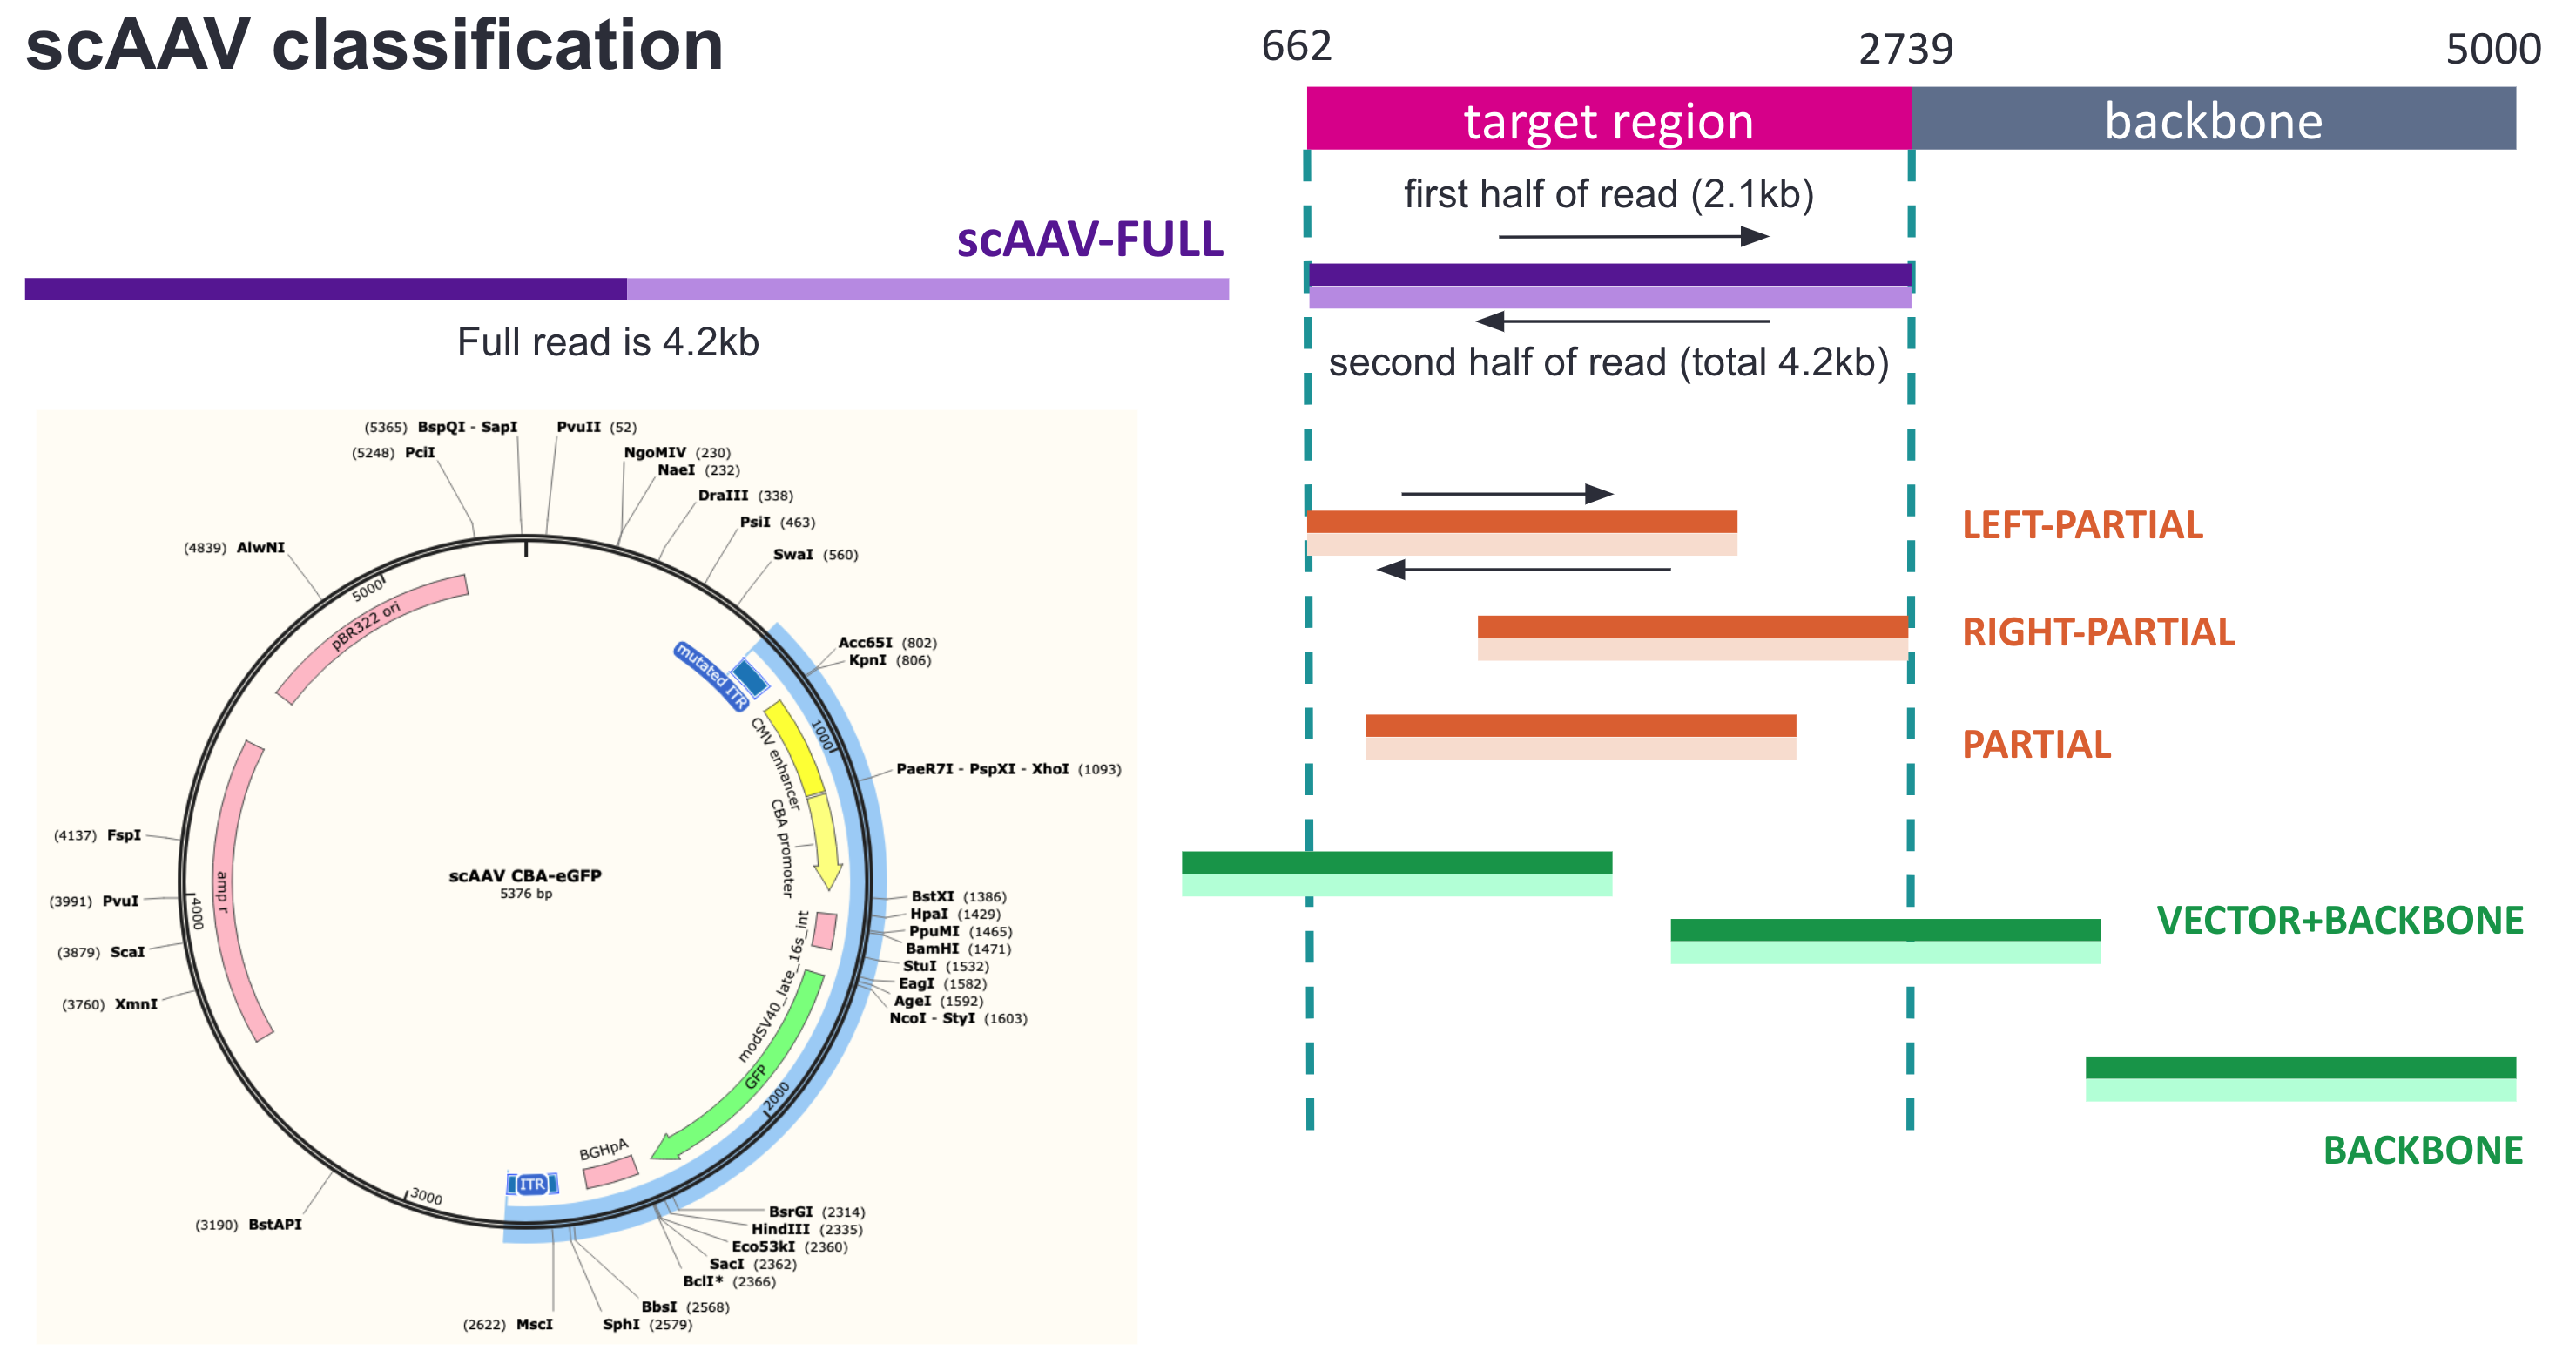 scAAV classification
662
2739
5000
target region
backbone
first half of read (2.1kb)
scAAV-FULL
Full read is 4.2kb
second half of read (total 4.2kb)
LEFT-PARTIAL
RIGHT-PARTIAL
PARTIAL
VECTOR+BACKBONE
BACKBONE
(5365) BspQI - SapI
PvuII (52)
(5248) PciI
NgoMIV (230)
NaeI (232)
DraIII (338)
PsiI (463)
(4839) AlwNI
SwaI (560)
5000
pBR322 ori
mutated ITR
Acc65I (802)
KpnI (806)
1000
CMV enhancer
PaeR7I - PspXI - XhoI (1093)
CBA promoter
(4137) FspI
scAAV CBA-eGFP
5376 bp
amp r
(3991) PvuI
4000
BstXI (1386)
HpaI (1429)
PpuMI (1465)
BamHI (1471)
(3879) ScaI
StuI (1532)
EagI (1582)
AgeI (1592)
(3760) XmnI
NcoI - StyI (1603)
modSV40_late_16s_int
GFP
2000
BGHpA
ITR
3000
(3190) BstAPI
BsrGI (2314)
HindIII (2335)
Eco53kI (2360)
SacI (2362)
BclI* (2366)
BbsI (2568)
(2622) MscI
SphI (2579)